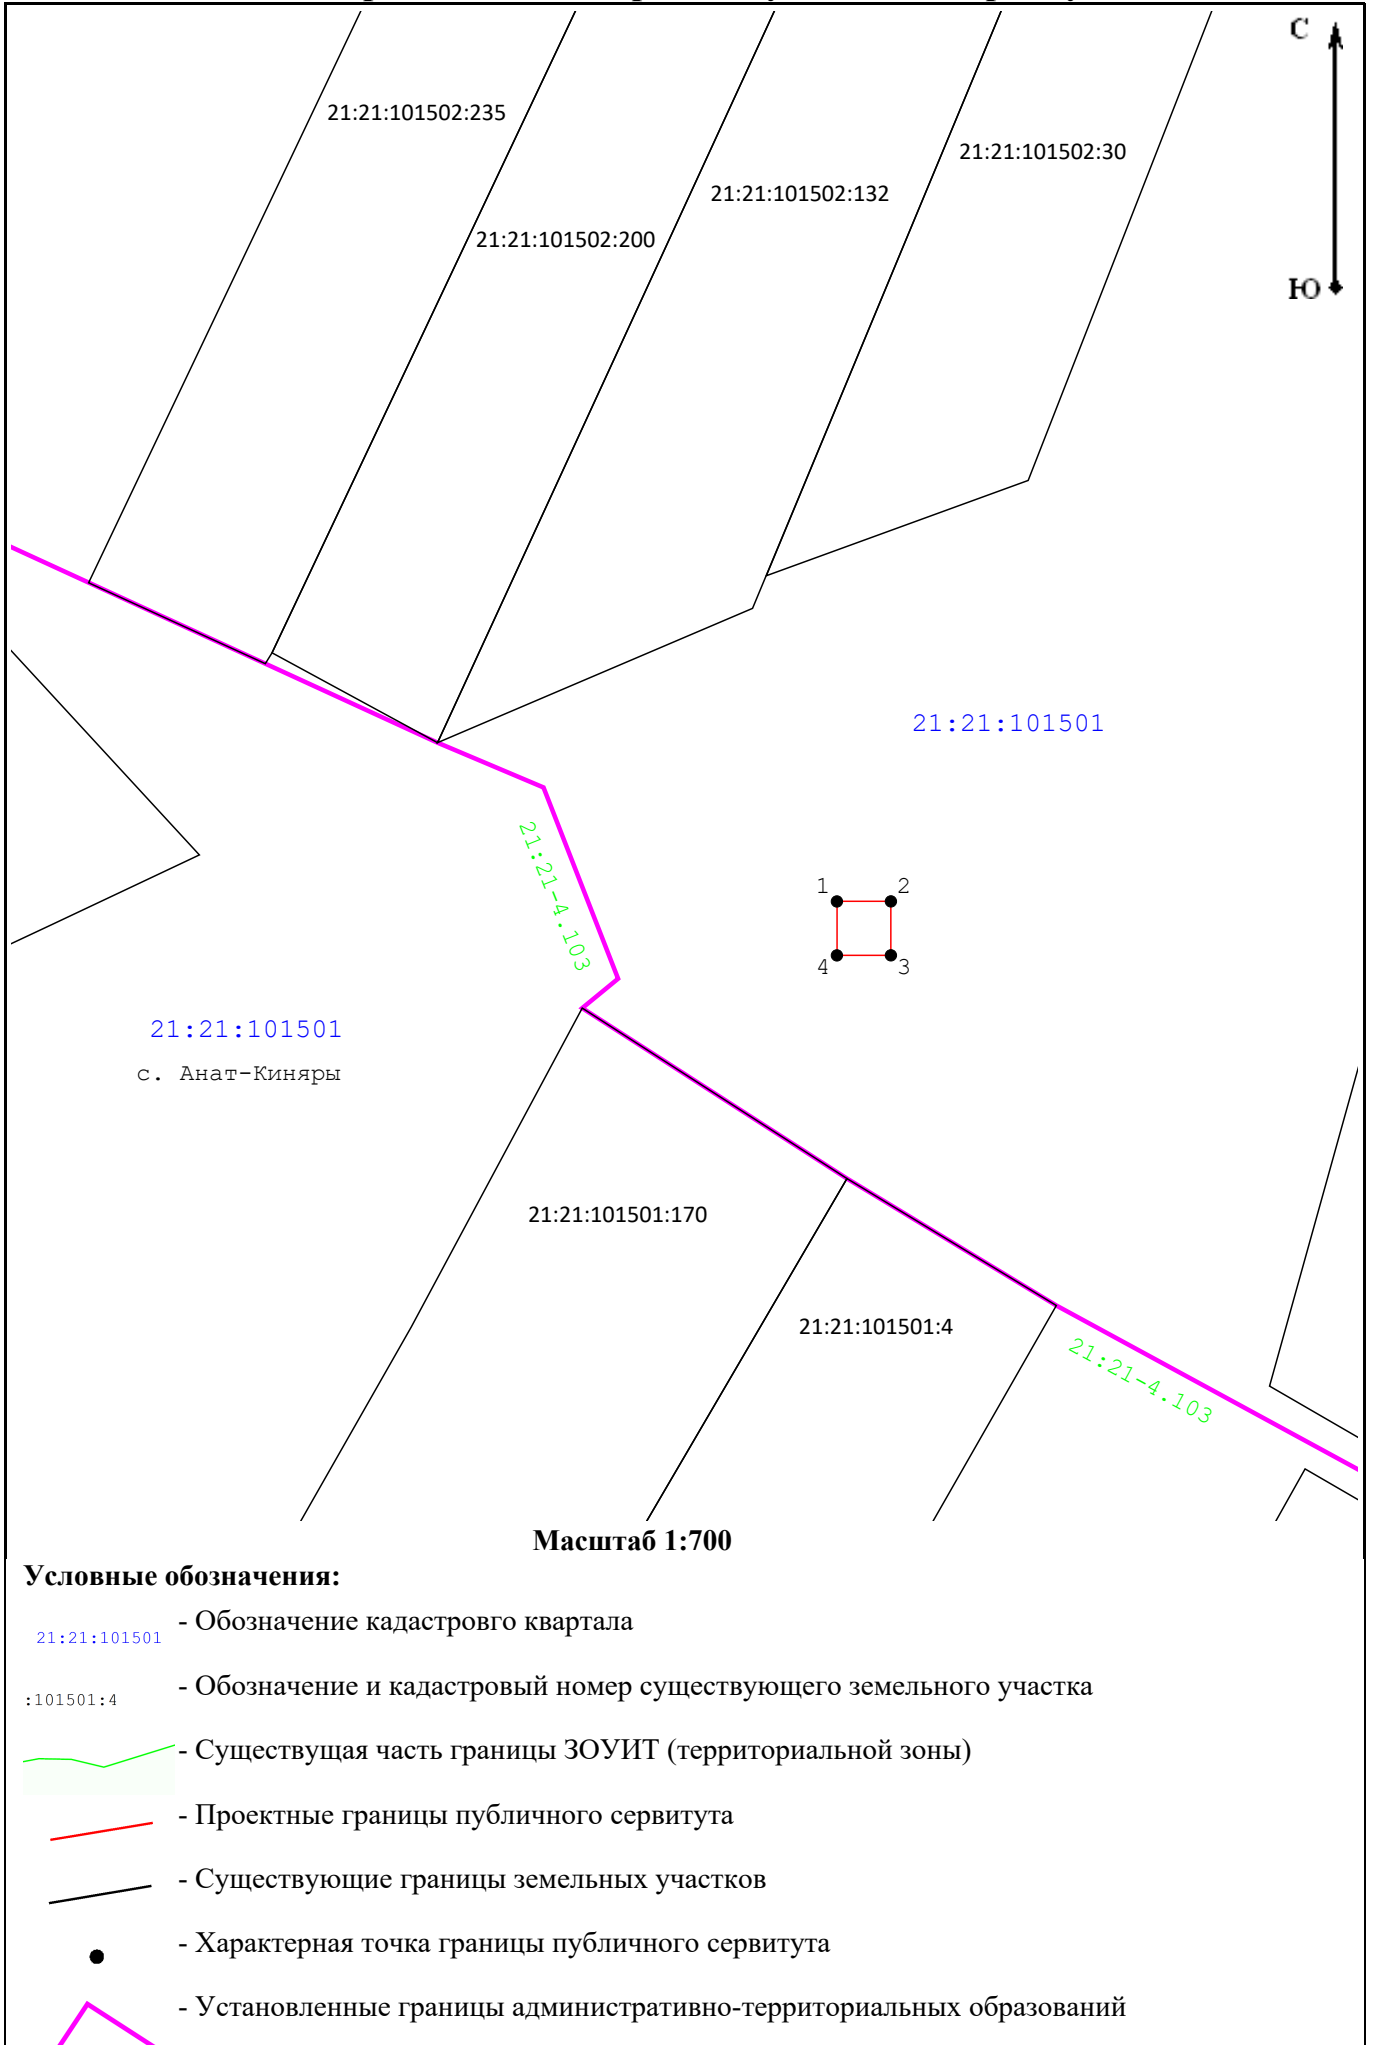 С
21:21:101502:235
21:21:101502:30
21:21:101502:132
21:21:101502:200
Ю
21:21:101501
21:21-4.103
1 2
4 3
21:21:101501
с. Анат-Киняры
21:21:101501:170
21:21:101501:4
21:21-4.103
Масштаб 1:700
Условные обозначения:
21:21:101501 - Обозначение кадастровго квартала
:101501:4 - Обозначение и кадастровый номер существующего земельного участка
- Существущая часть границы ЗОУИТ (территориальной зоны)
- Проектные границы публичного сервитута
- Существующие границы земельных участков
- Характерная точка границы публичного сервитута
- Установленные границы административно-территориальных образований